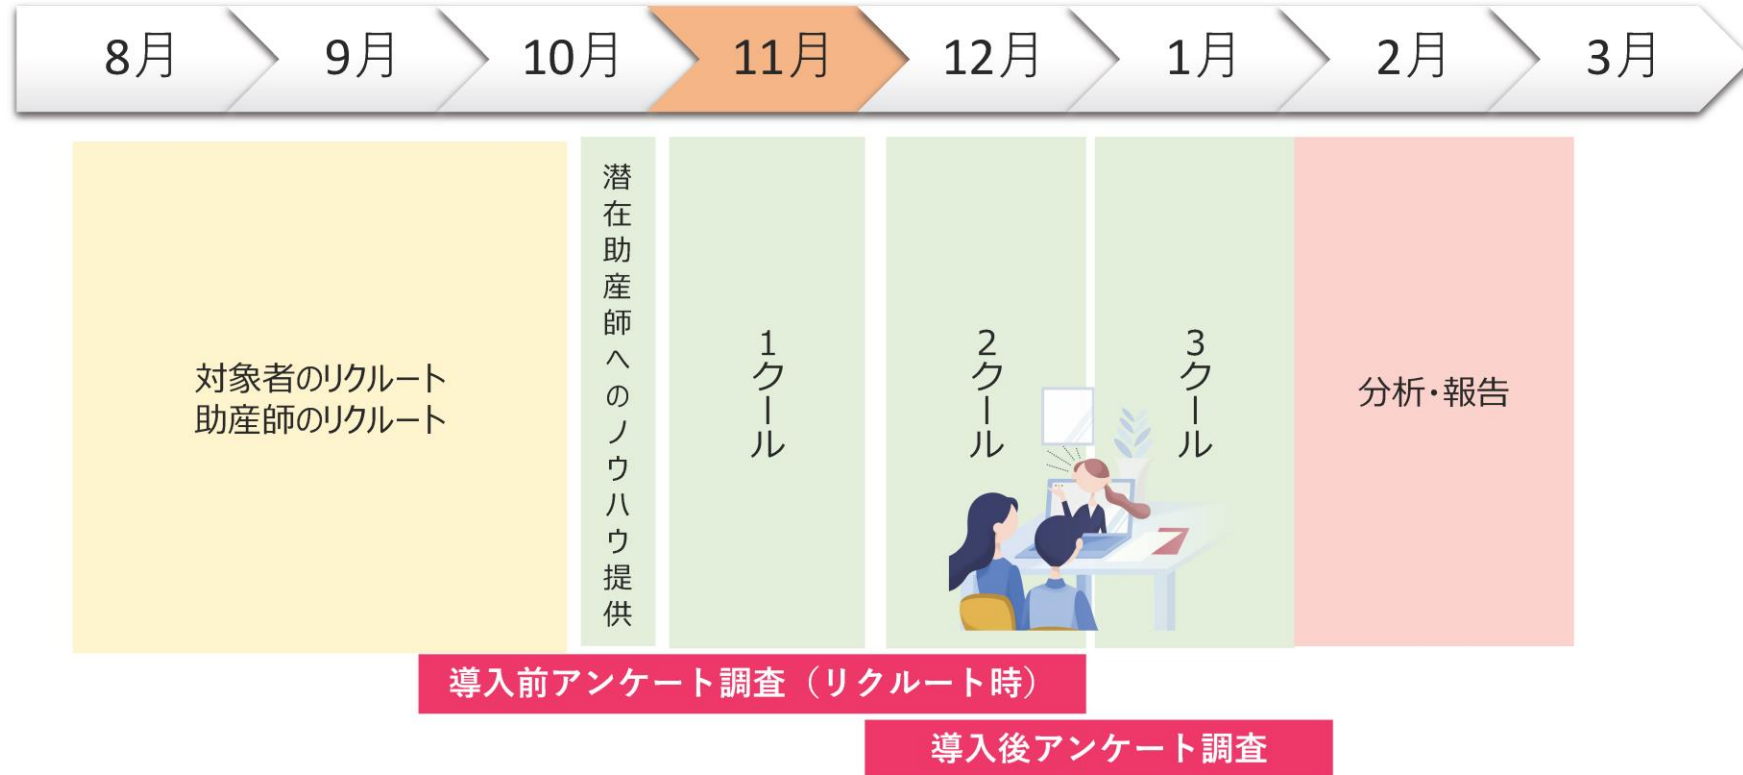 8月
9月
10月
11月
12月
1月
2月
3月
対象者のリクルート
助産師のリクルート
潜在助産師へのノウハウ提供
1クール
2クール
3クール
分析・報告
導入前アンケート調査（リクルート時）
導入後アンケート調査